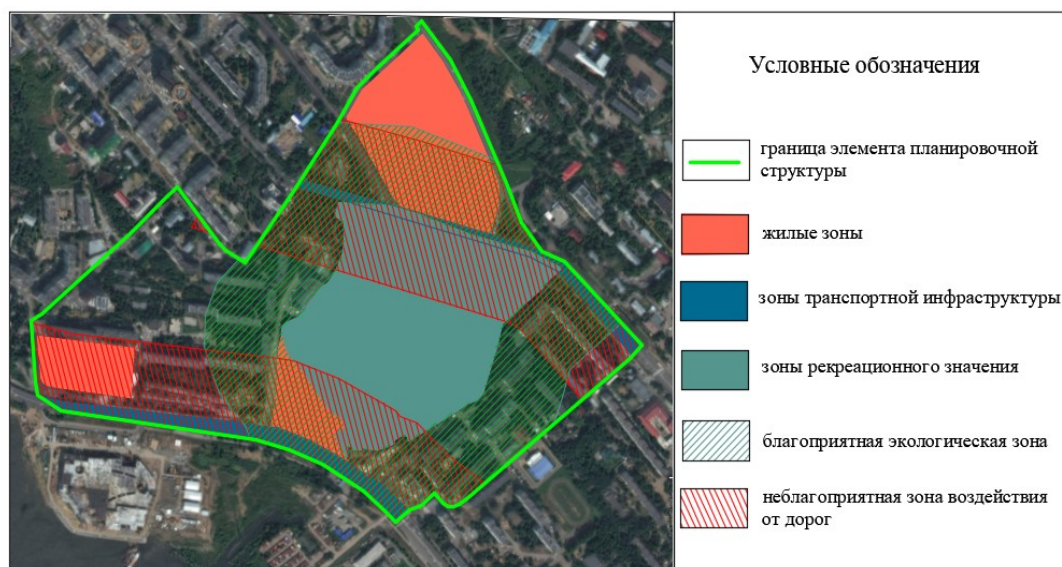 Условные обозначения
граница элемента планировочной
структуры
жилые зоны
зоны транспортной инфраструктуры
зоны рекреационного значения
благоприятная экологическая зона
неблагоприятная зона воздействия
от дорог